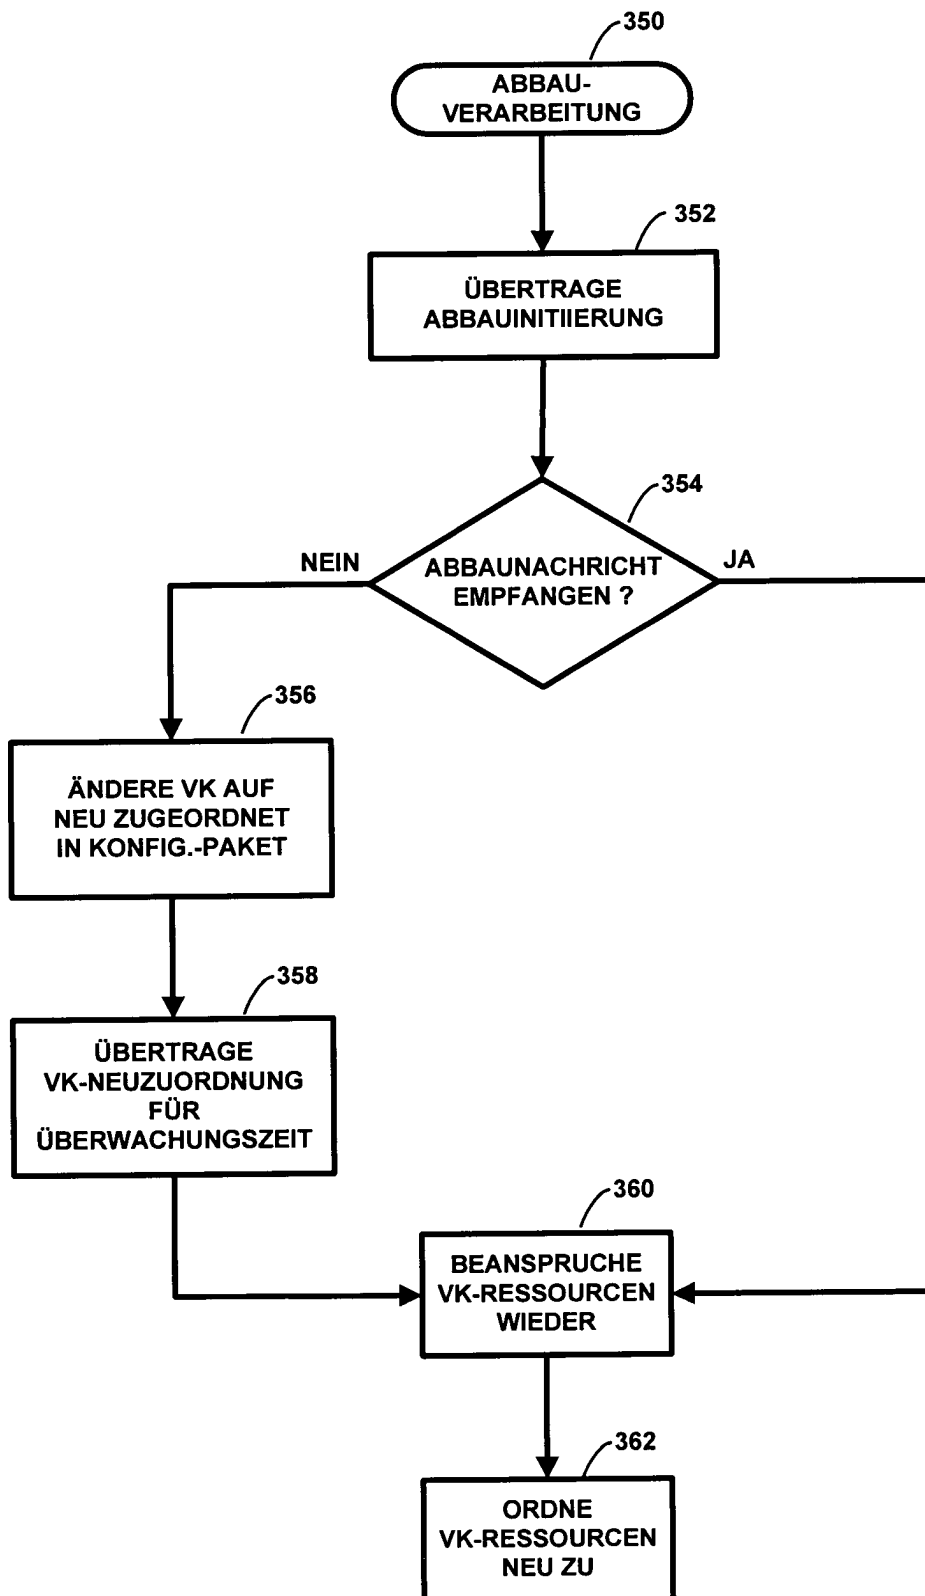 350
ABBAU-
VERARBEITUNG
352
ÜBERTRAGE
ABBAUINITIIERUNG
354
NEIN
ABBAUNACHRICHT
EMPFANGEN ?
JA
356
ÄNDERE VK AUF
NEU ZUGEORDNET
IN KONFIG.-PAKET
358
ÜBERTRAGE
VK-NEUZUORDNUNG
FÜR
ÜBERWACHUNGSZEIT
360
BEANSPRUCHE
VK-RESSOURCEN
WIEDER
362
ORDNE
VK-RESSOURCEN
NEU ZU